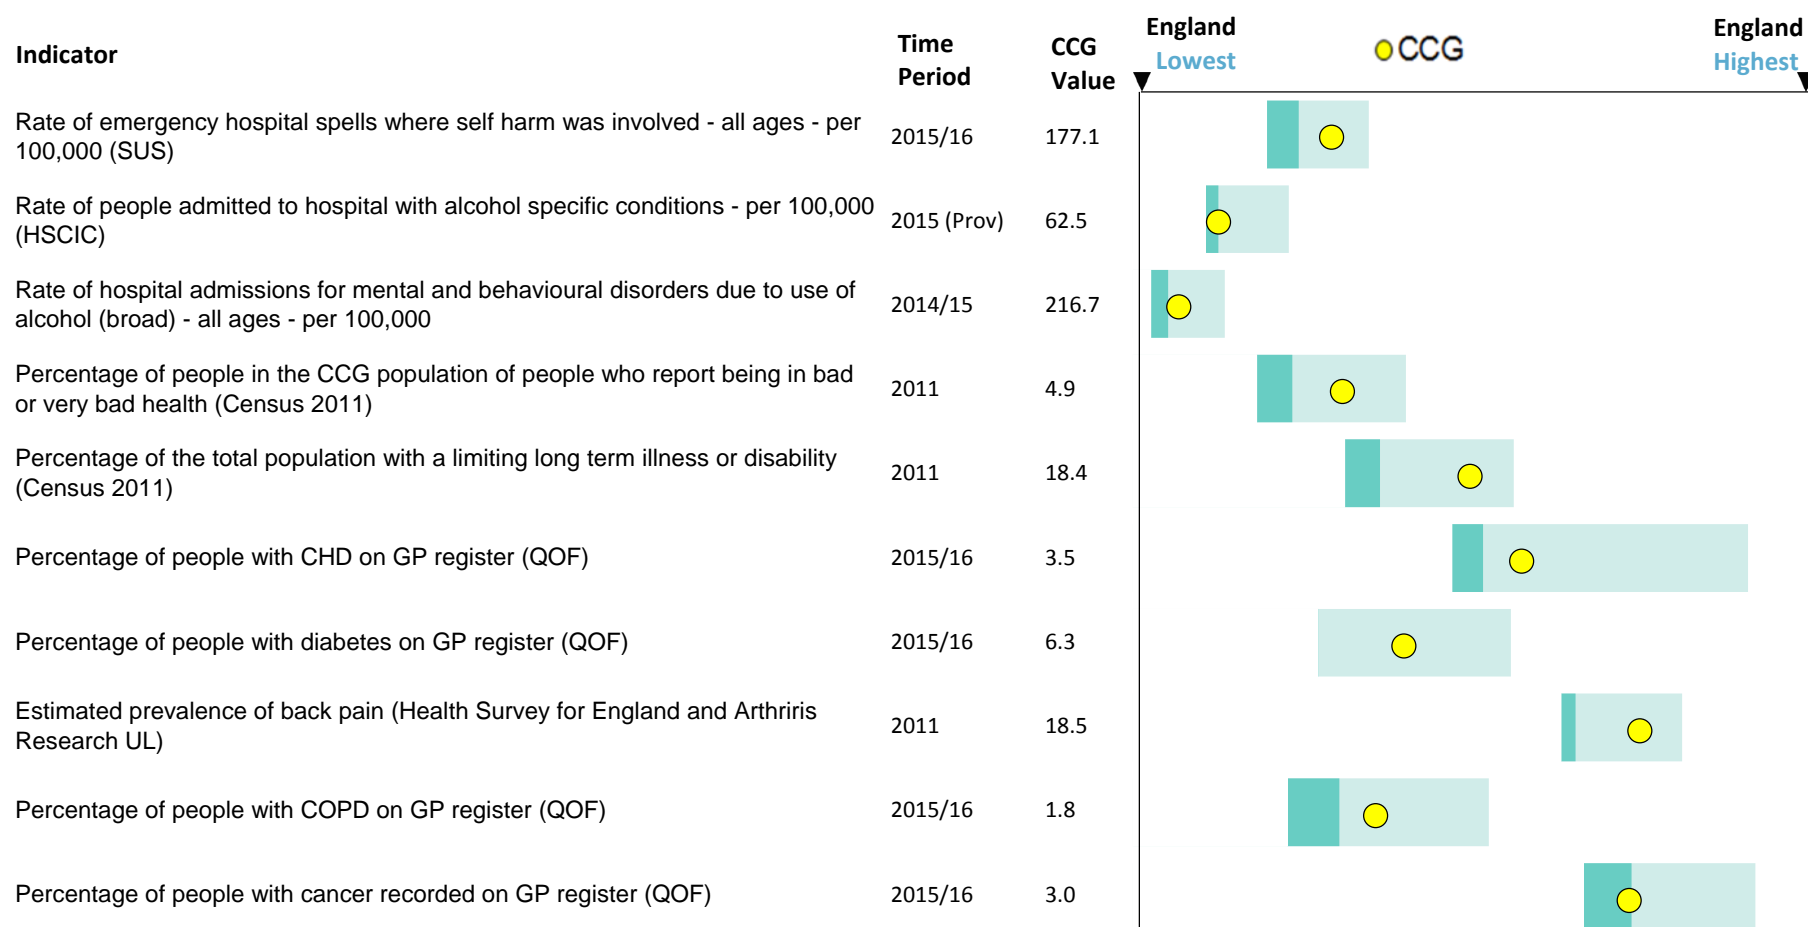 Indicator
Time
Period
CCG
Value
England
Lowest
CCG
England
Highest
Rate of emergency hospital spells where self harm was involved - all ages - per
100,000 (SUS)
2015/16
177.1
Rate of people admitted to hospital with alcohol specific conditions - per 100,000
(HSCIC)
2015 (Prov)
62.5
Rate of hospital admissions for mental and behavioural disorders due to use of
alcohol (broad) - all ages - per 100,000
2014/15
216.7
Percentage of people in the CCG population of people who report being in bad
or very bad health (Census 2011)
2011
4.9
Percentage of the total population with a limiting long term illness or disability
(Census 2011)
2011
18.4
Percentage of people with CHD on GP register (QOF)
2015/16
3.5
Percentage of people with diabetes on GP register (QOF)
2015/16
6.3
Estimated prevalence of back pain (Health Survey for England and Arthriris
Research UL)
2011
18.5
Percentage of people with COPD on GP register (QOF)
2015/16
1.8
Percentage of people with cancer recorded on GP register (QOF)
2015/16
3.0